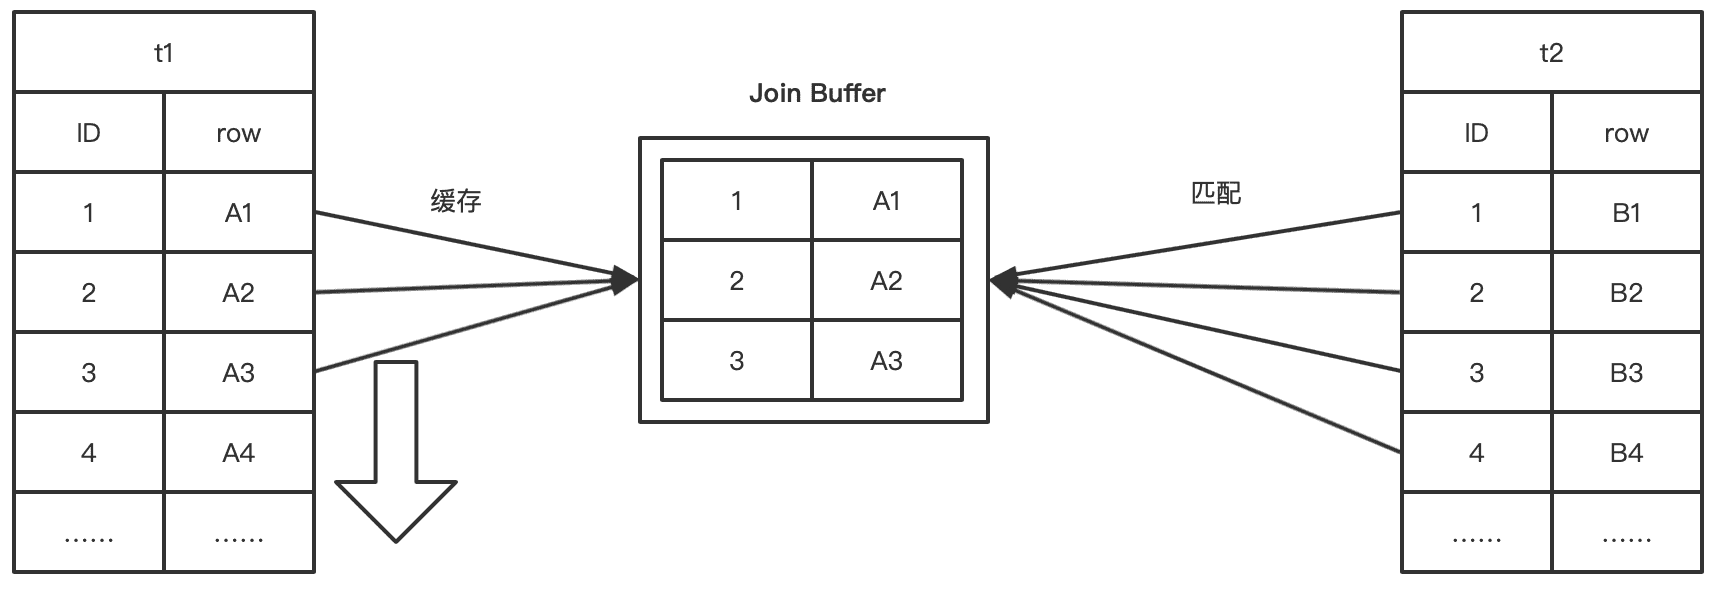 t1
ID row
1 A1
2 A2
3 A3
4 A4
…… ……
缓存
Join Buffer
1 A1
2 A2
3 A3
匹配
t2
ID row
1 B1
2 B2
3 B3
4 B4
…… ……